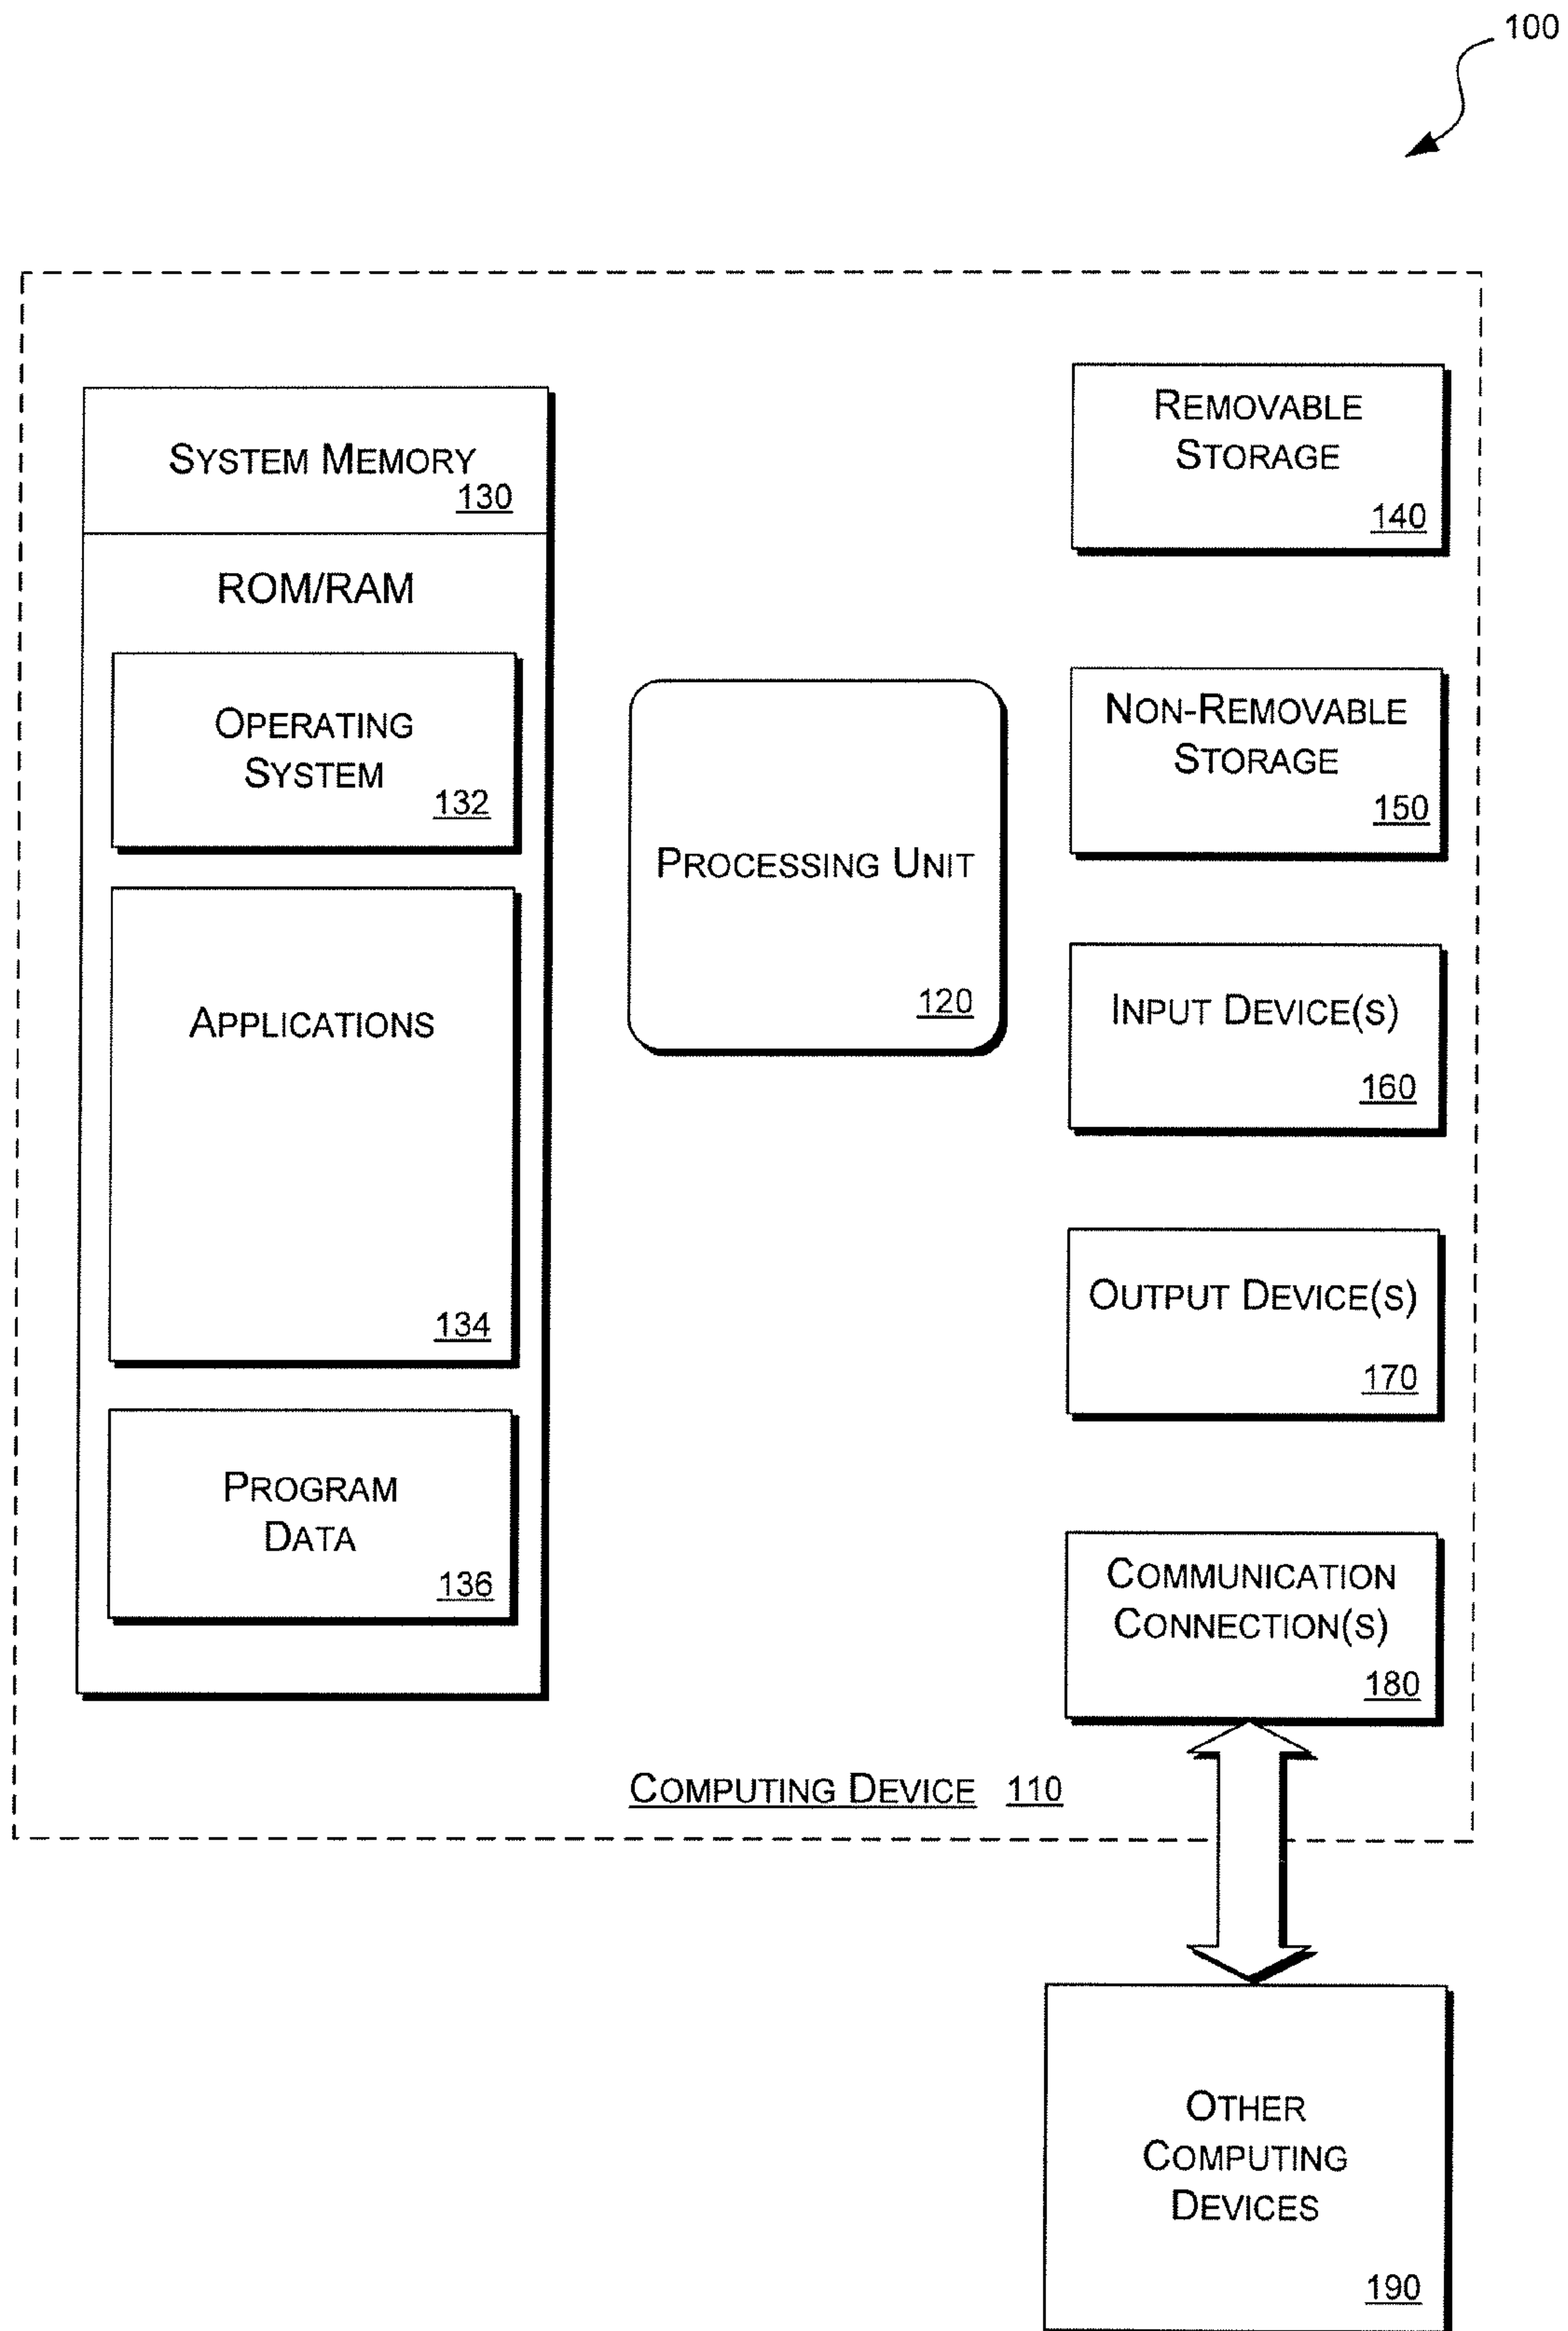 100
SYSTEM MEMORY
130
ROM/RAM
OPERATING
SYSTEM
132
APPLICATIONS
134
PROGRAM
DATA
136
PROCESSING UNIT
120
REMOVABLE
STORAGE
140
NON-REMOVABLE
STORAGE
150
INPUT DEVICE(S)
160
OUTPUT DEVICE(S)
170
COMMUNICATION
CONNECTION(S)
180
COMPUTING DEVICE 110
OTHER
COMPUTING
DEVICES
190